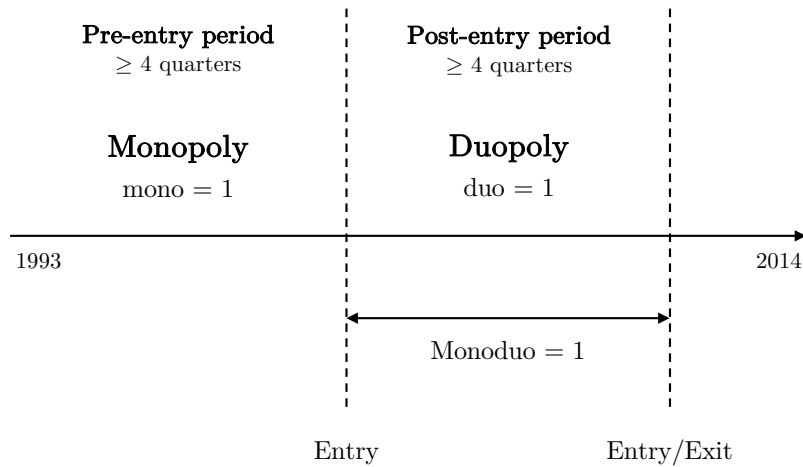 Pre-entry period
≥ 4 quarters
Post-entry period
≥ 4 quarters
Monopoly
mono = 1
Duopoly
duo = 1
1993
2014
Monoduo = 1
Entry
Entry/Exit